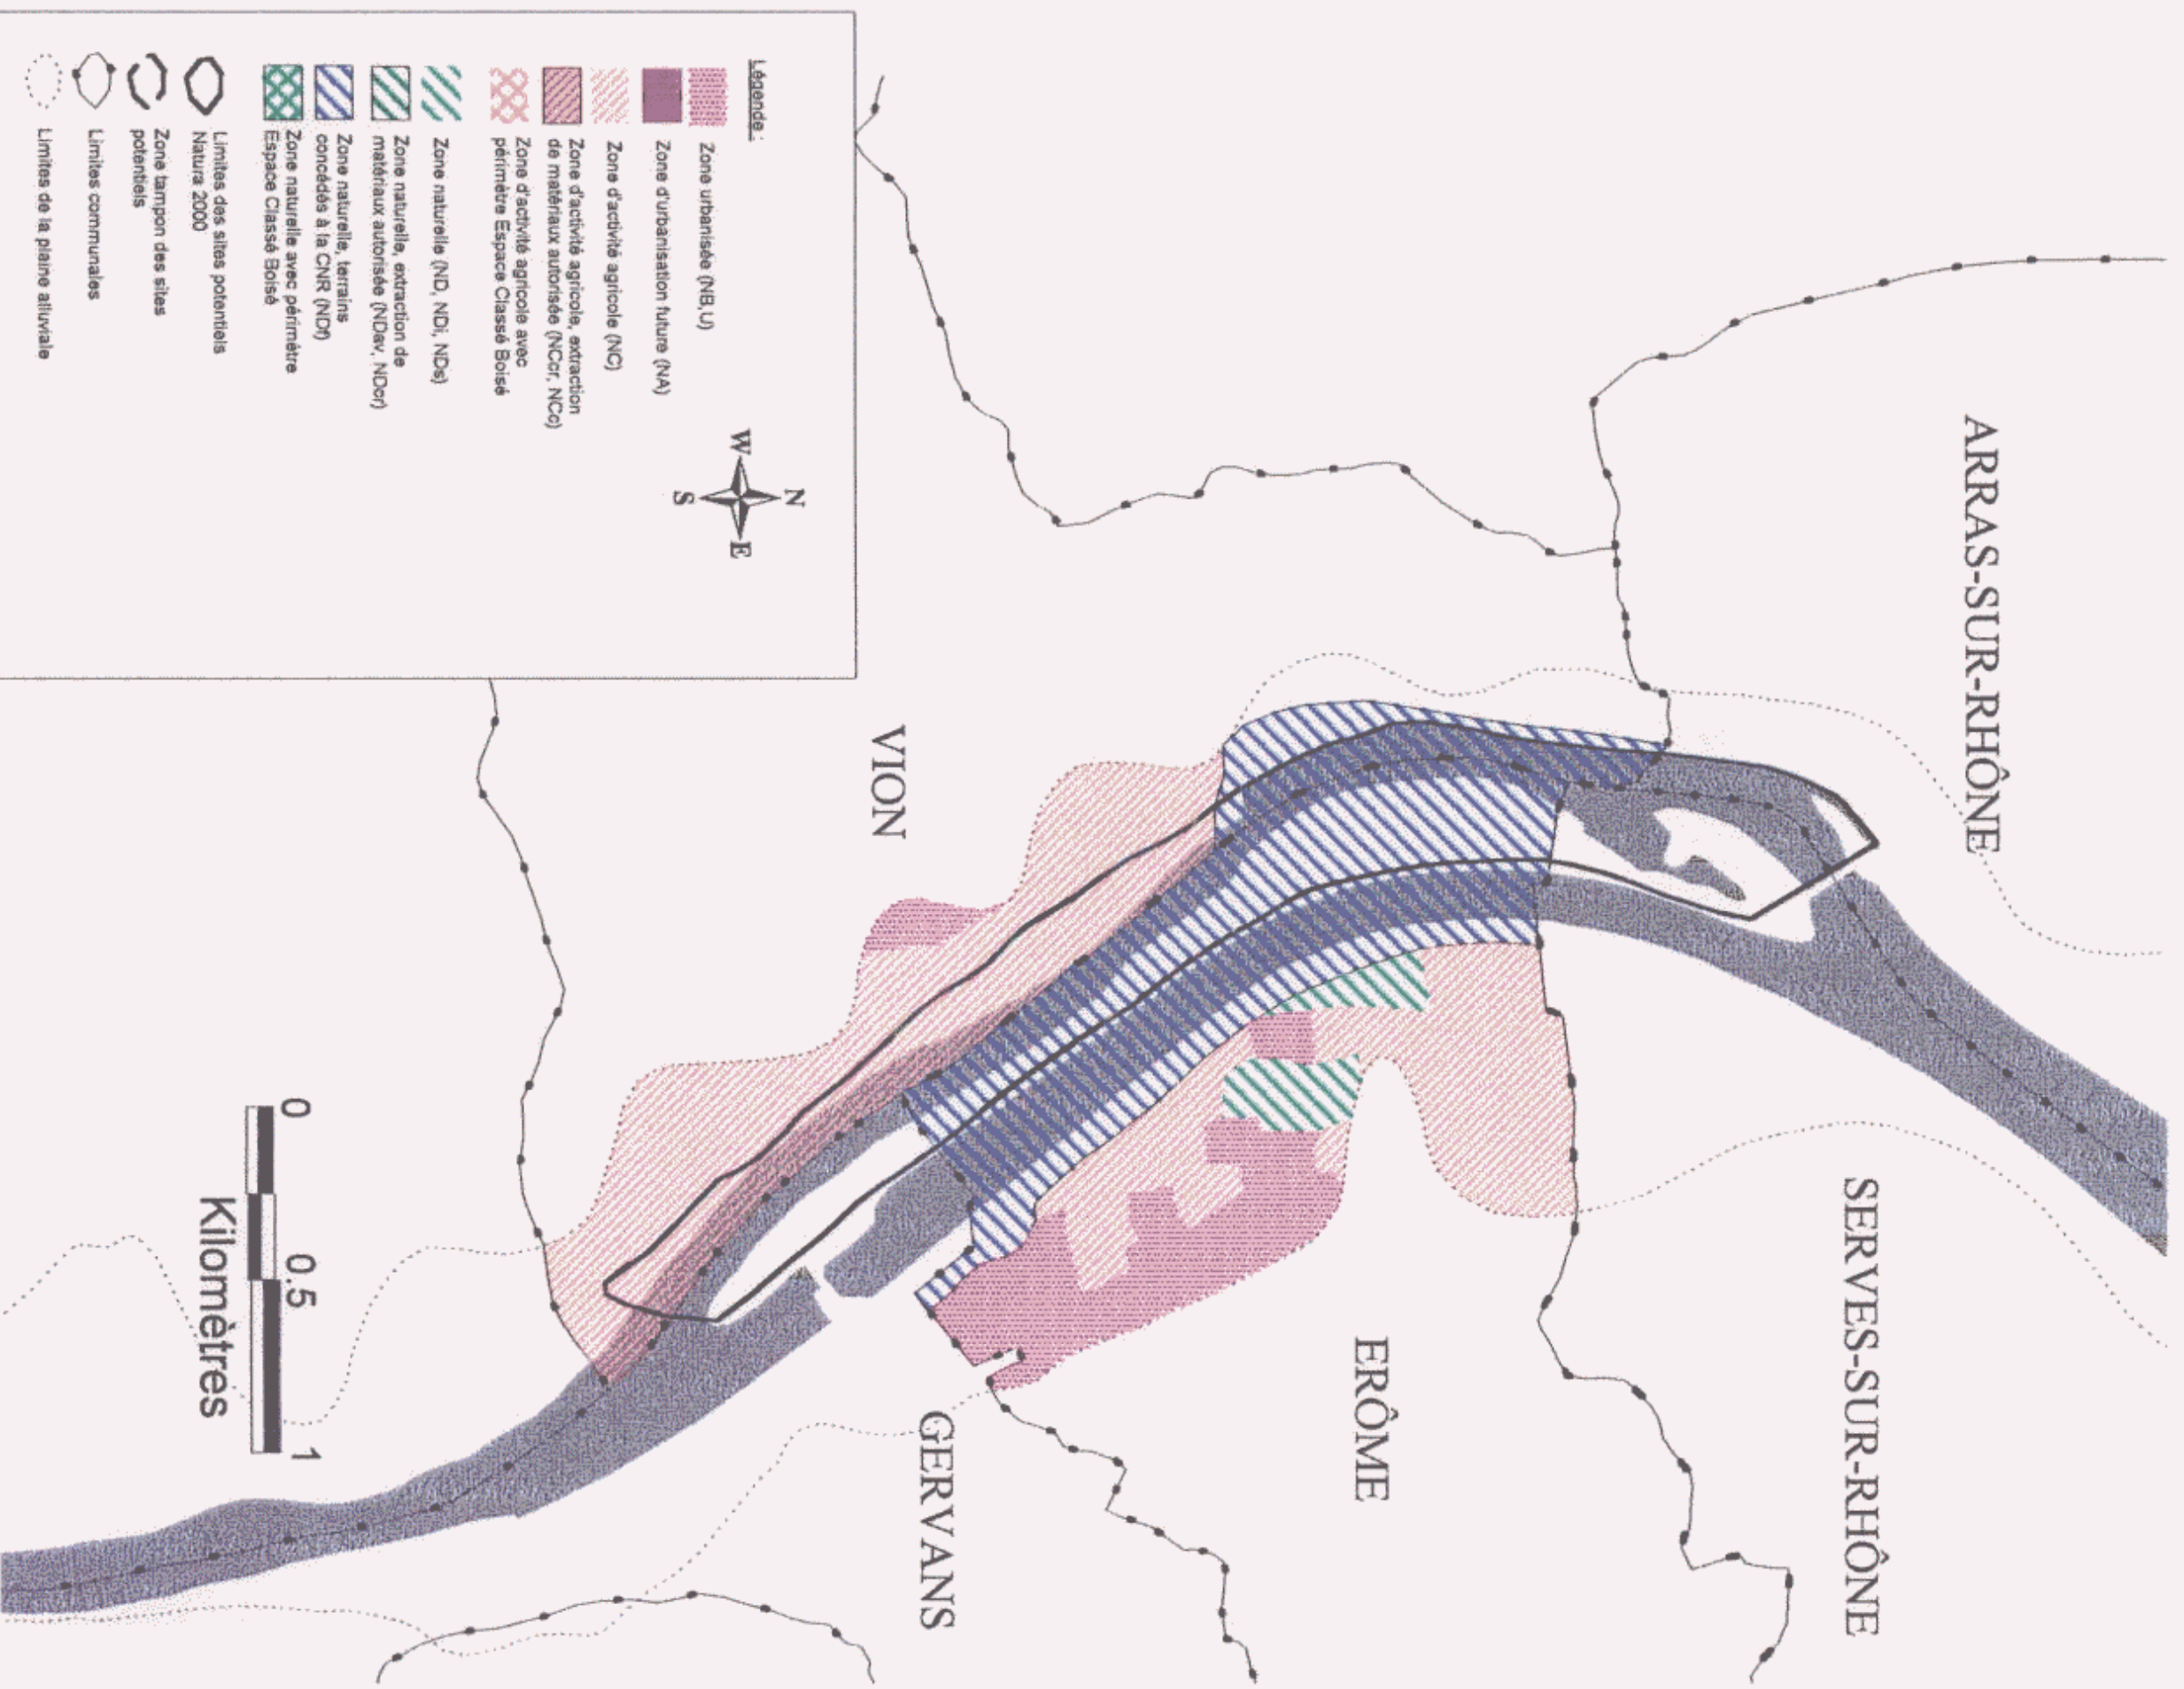 ARRAS-SUR-RHÔNE
SERVES-SUR-RHÔNE
ERÔME
VION
GERVANS
Légende :
Zone urbanisée (NB,U)
Zone d'urbanisation future (NA)
Zone d'activité agricole (NC)
Zone d'activité agricole, extraction
de matériaux autorisée (NCcr, NCc)
Zone d'activité agricole avec
périmètre Espace Classé Boisé
Zone naturelle (ND, NDi, NDs)
Zone naturelle, extraction de
matériaux autorisée (NDav, NDcr)
Zone naturelle, terrains
concédés à la CNR (NDf)
Zone naturelle avec périmètre
Espace Classé Boisé
Limites des sites potentiels
Natura 2000
Zone tampon des sites
potentiels
Limites communales
Limites de la plaine alluviale
N
W
E
S
0 0.5 1
Kilomètres